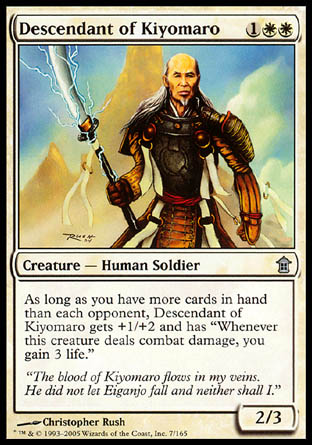 Descendant of Kiyomaro 1
RUSH 04
Creature — Human Soldier
As long as you have more cards in hand
than each opponent, Descendant of
Kiyomaro gets +1/+2 and has “Whenever
this creature deals combat damage, you
gain 3 life.”
“The blood of Kiyomaro flows in my veins.
He did not let Eiganjo fall and neither shall I.”
2/3
Christopher Rush
* ™ & © 1993–2005 Wizards of the Coast, Inc. 7/165